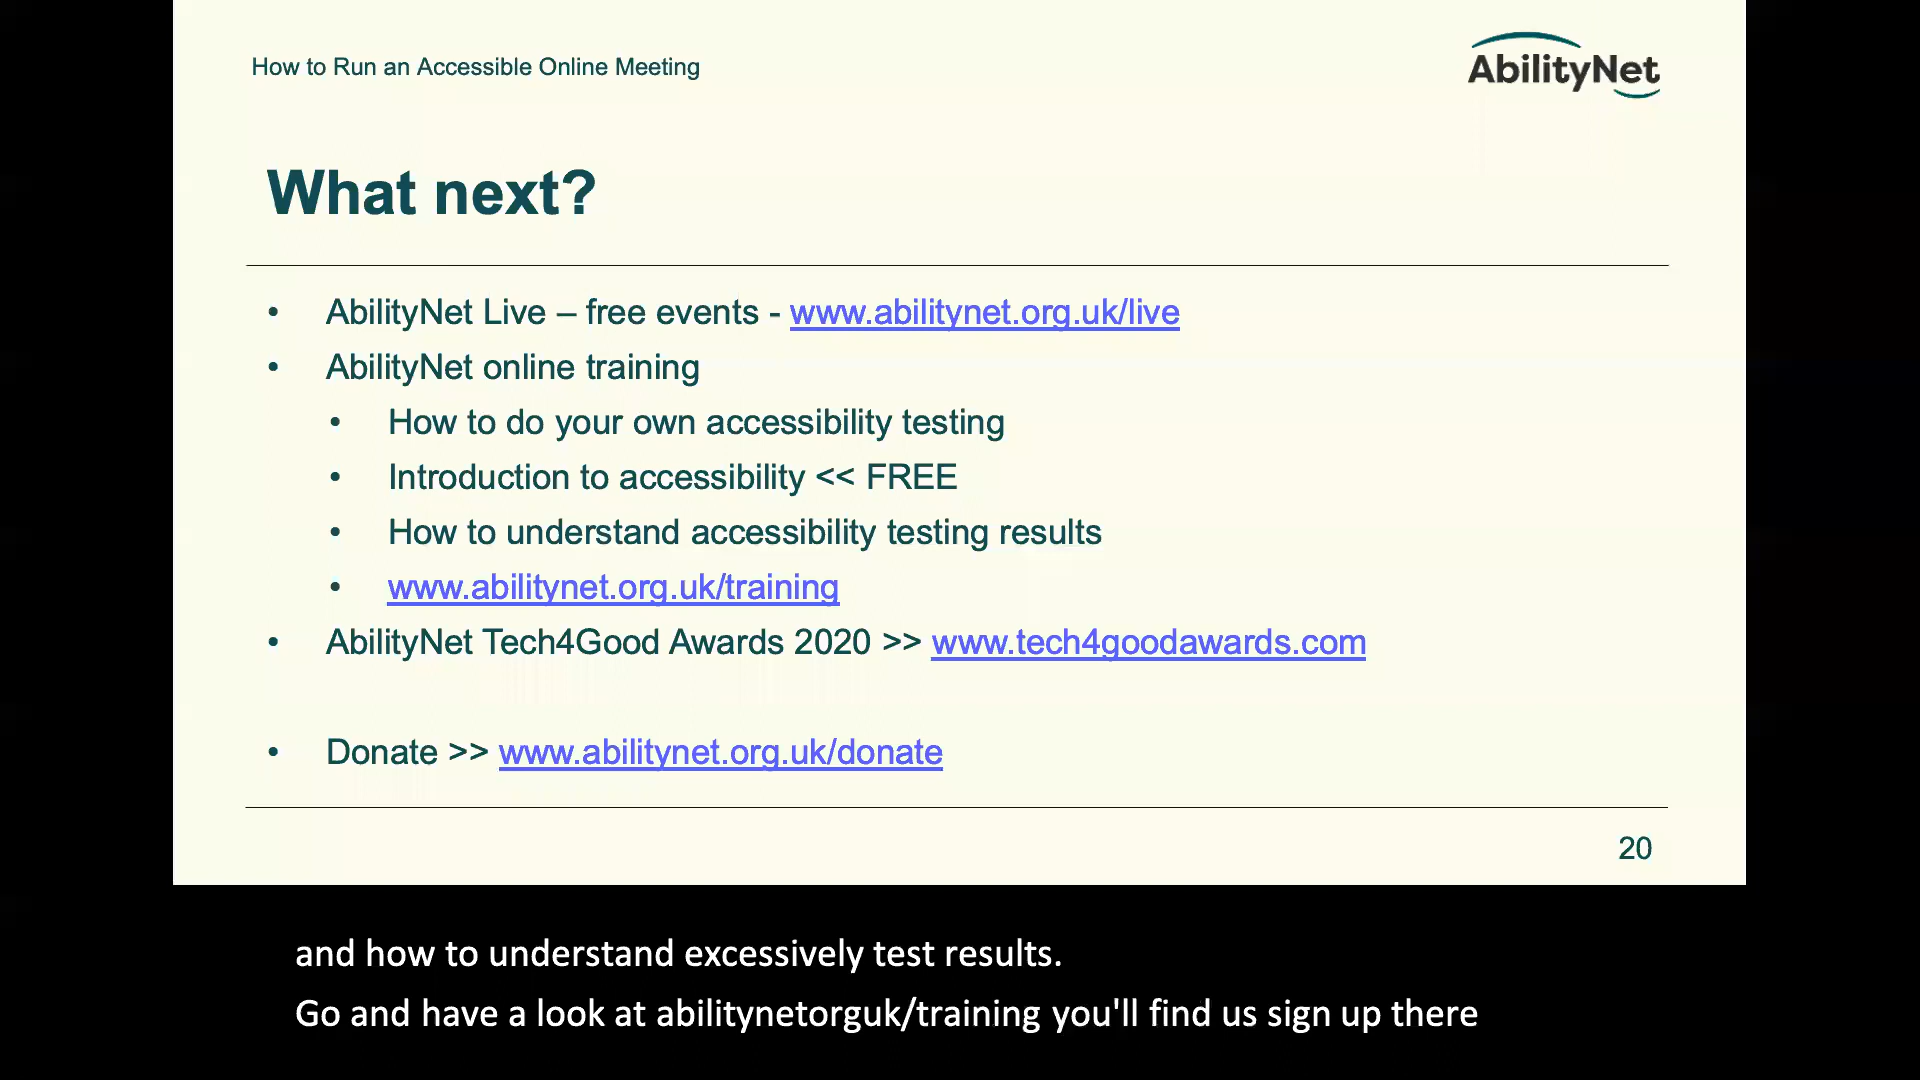 How to Run an Accessible Online Meeting
AbilityNet
What next?
• AbilityNet Live – free events - www.abilitynet.org.uk/live
• AbilityNet online training
• How to do your own accessibility testing
• Introduction to accessibility << FREE
• How to understand accessibility testing results
• www.abilitynet.org.uk/training
• AbilityNet Tech4Good Awards 2020 >> www.tech4goodawards.com
• Donate >> www.abilitynet.org.uk/donate
20
and how to understand excessively test results.
Go and have a look at abilitynetorguk/training you'll find us sign up there